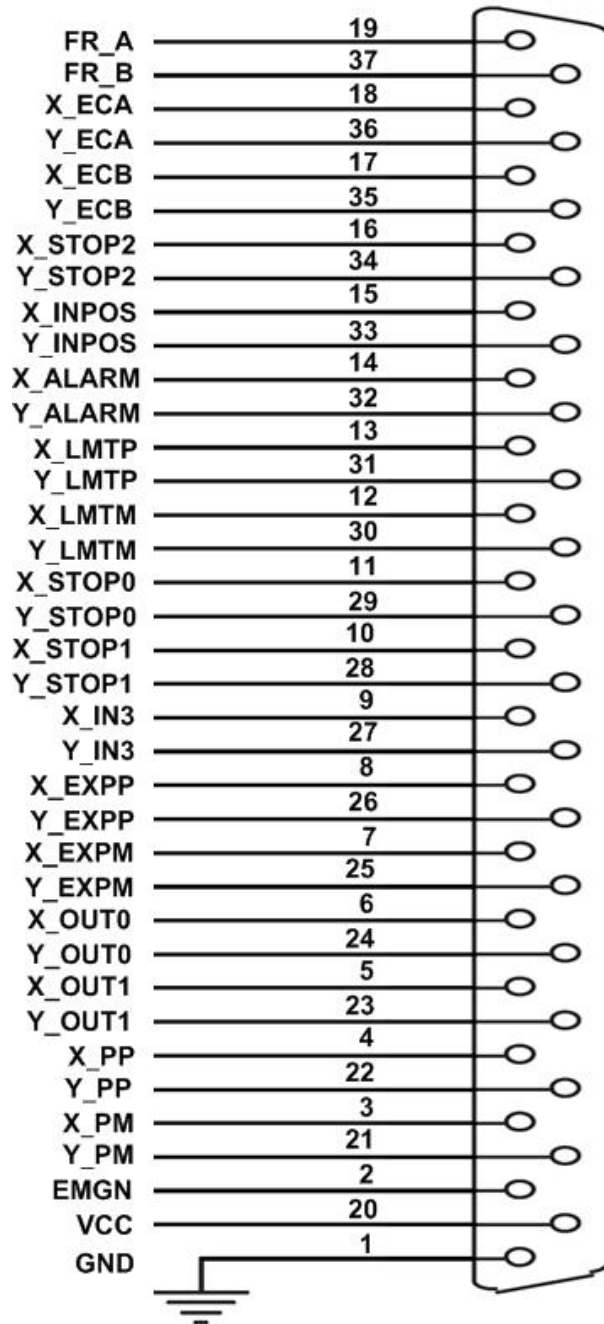 FR_A 19
FR_B 37
X_ECA 18
Y_ECA 36
X_ECB 17
Y_ECB 35
X_STOP2 16
Y_STOP2 34
X_INPOS 15
Y_INPOS 33
X_ALARM 14
Y_ALARM 32
X_LMTP 13
Y_LMTP 31
X_LMTM 12
Y_LMTM 30
X_STOP0 11
Y_STOP0 29
X_STOP1 10
Y_STOP1 28
X_IN3 9
Y_IN3 27
X_EXPP 8
Y_EXPP 26
X_EXPM 7
Y_EXPM 25
X_OUT0 6
Y_OUT0 24
X_OUT1 5
Y_OUT1 23
X_PP 4
Y_PP 22
X_PM 3
Y_PM 21
EMGN 2
VCC 20
GND 1